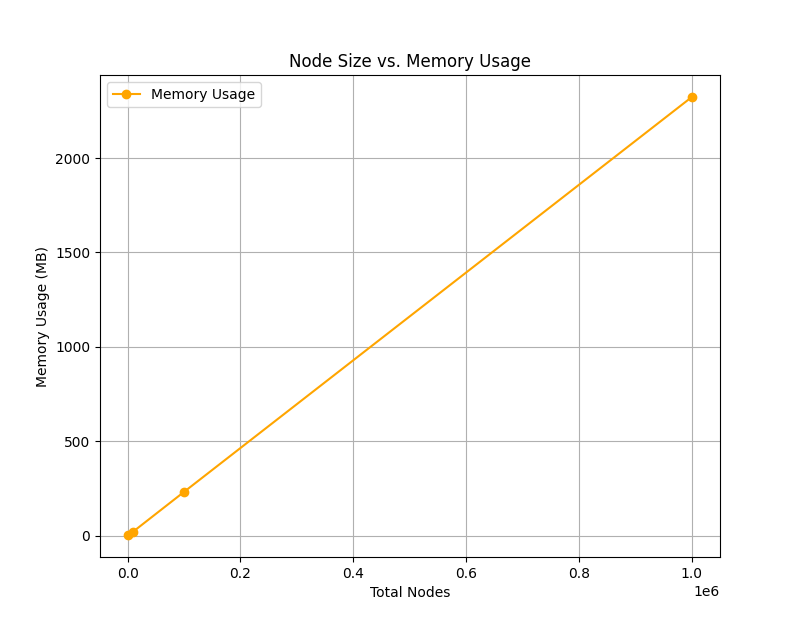 Node Size vs. Memory Usage
Memory Usage
2000
1500
1000
500
0
Memory Usage (MB)
0.0 0.2 0.4 0.6 0.8 1.0
1e6
Total Nodes